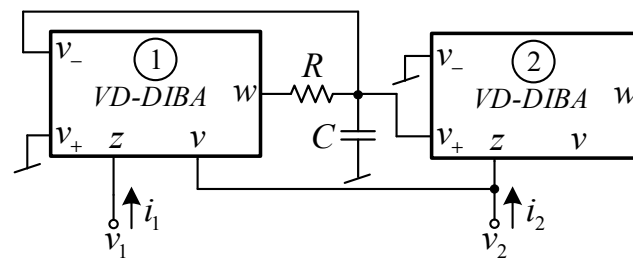 v₋ ① R v₋ ②
VD-DIBA w VD-DIBA w
v₊ z v C v₊ z v
i₁ i₂
v₁ v₂